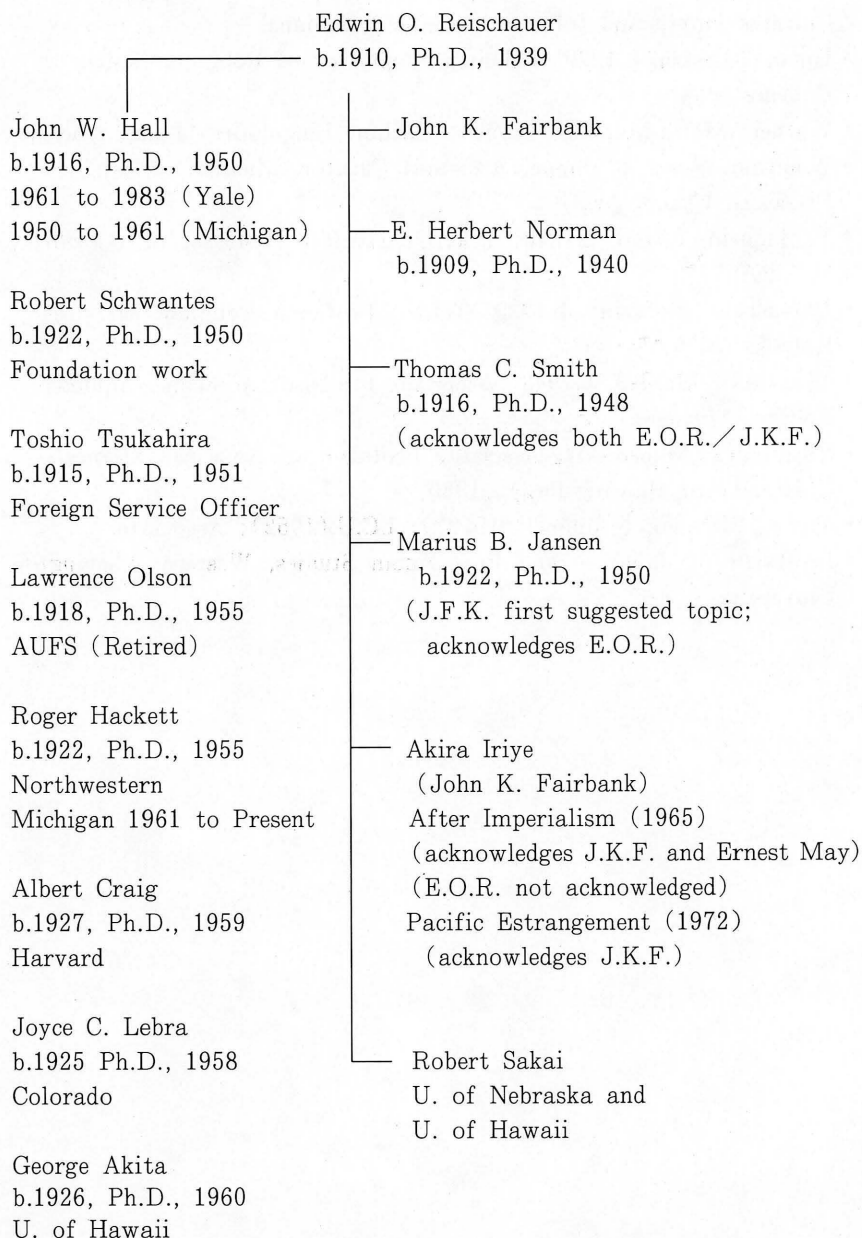 Edwin O. Reischauer
b.1910, Ph.D., 1939
John W. Hall
b.1916, Ph.D., 1950
1961 to 1983 (Yale)
1950 to 1961 (Michigan)
Robert Schwantes
b.1922, Ph.D., 1950
Foundation work
Toshio Tsukahira
b.1915, Ph.D., 1951
Foreign Service Officer
Lawrence Olson
b.1918, Ph.D., 1955
AUFS (Retired)
Roger Hackett
b.1922, Ph.D., 1955
Northwestern
Michigan 1961 to Present
Albert Craig
b.1927, Ph.D., 1959
Harvard
Joyce C. Lebra
b.1925 Ph.D., 1958
Colorado
George Akita
b.1926, Ph.D., 1960
U. of Hawaii
John K. Fairbank
E. Herbert Norman
b.1909, Ph.D., 1940
Thomas C. Smith
b.1916, Ph.D., 1948
(acknowledges both E.O.R./J.K.F.)
Marius B. Jansen
b.1922, Ph.D., 1950
(J.F.K. first suggested topic;
acknowledges E.O.R.)
Akira Iriye
(John K. Fairbank)
After Imperialism (1965)
(acknowledges J.K.F. and Ernest May)
(E.O.R. not acknowledged)
Pacific Estrangement (1972)
(acknowledges J.K.F.)
Robert Sakai
U. of Nebraska and
U. of Hawaii